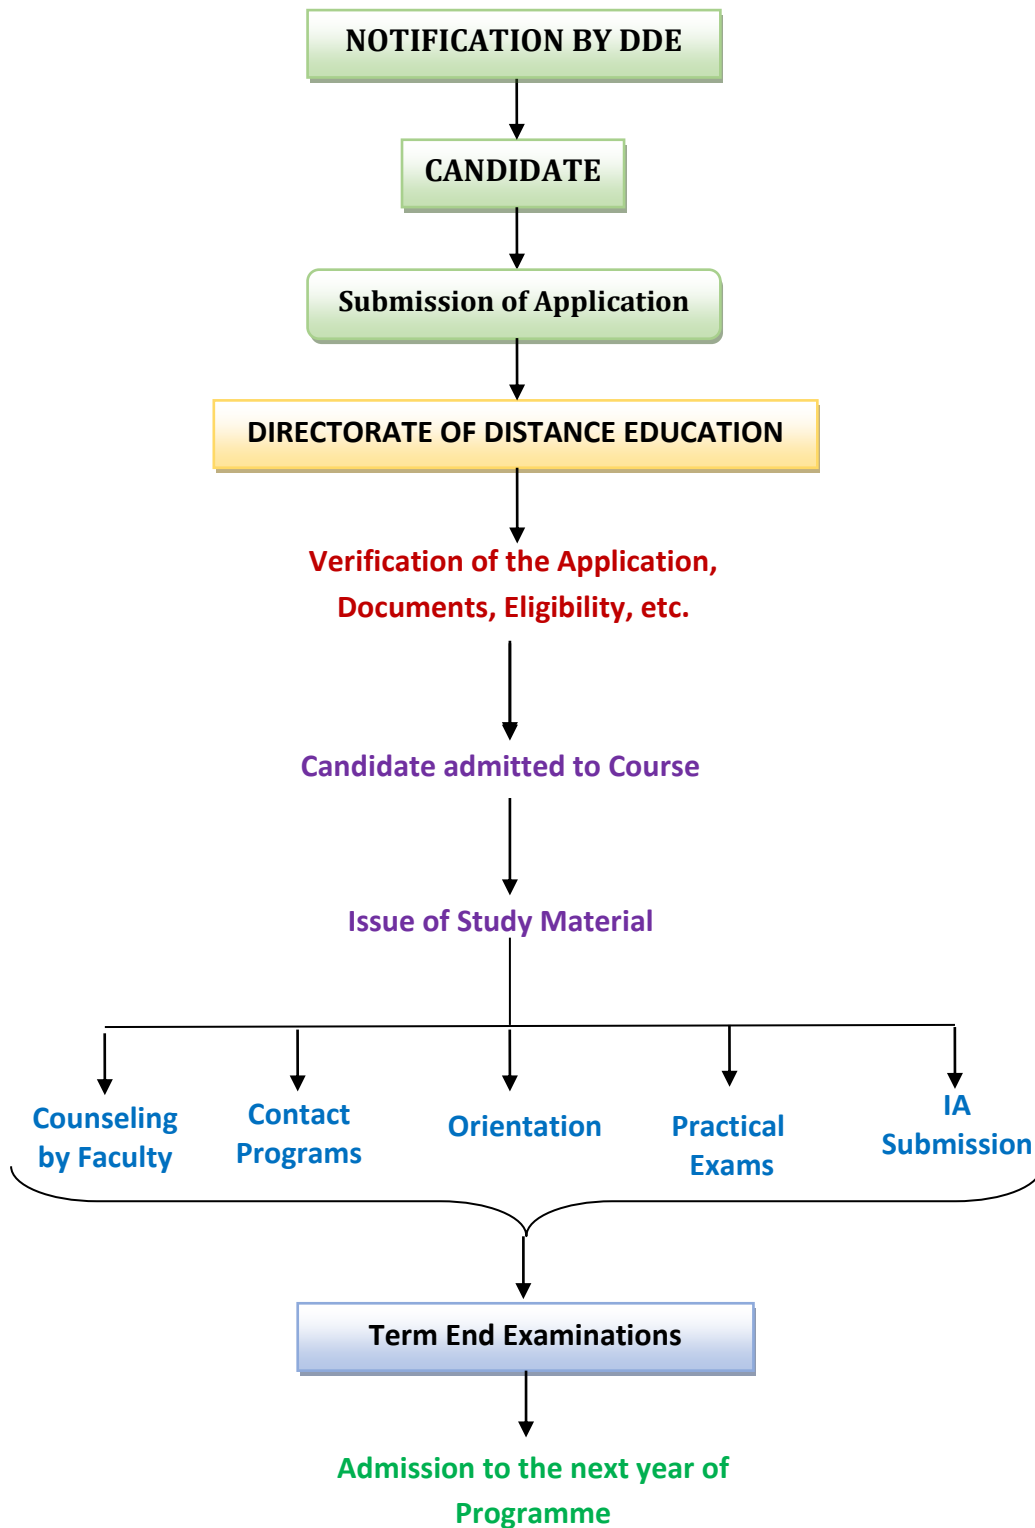 NOTIFICATION BY DDE
CANDIDATE
Submission of Application
DIRECTORATE OF DISTANCE EDUCATION
Verification of the Application,
Documents, Eligibility, etc.
Candidate admitted to Course
Issue of Study Material
Counseling
by Faculty
Contact
Programs
Orientation
Practical
Exams
IA
Submission
Term End Examinations
Admission to the next year of
Programme